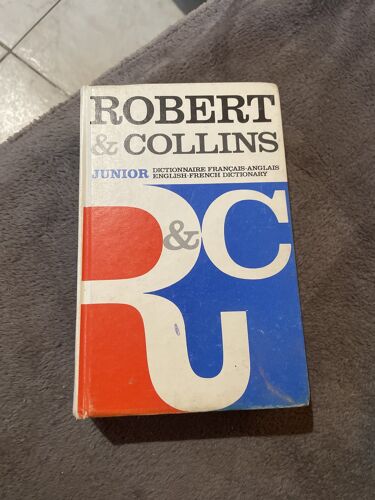 ROBERT
& COLLINS
JUNIOR DICTIONNAIRE FRANÇAIS-ANGLAIS
ENGLISH-FRENCH DICTIONARY
R&C